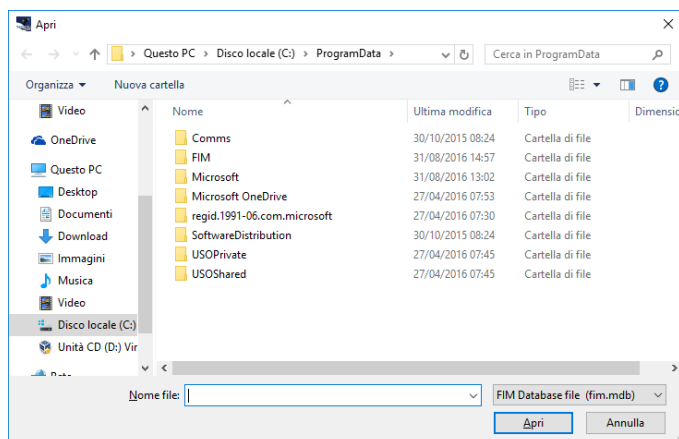 Apri
Questo PC > Disco locale (C:) > ProgramData >
Cerca in ProgramData
Organizza
Nuova cartella
Video
OneDrive
Questo PC
Desktop
Documenti
Download
Immagini
Musica
Video
Disco locale (C:)
Unità CD (D:) Vir
Nome Ultima modifica Tipo Dimensic
Comms 30/10/2015 08:24 Cartella di file
FIM 31/08/2016 14:57 Cartella di file
Microsoft 31/08/2016 13:02 Cartella di file
Microsoft OneDrive 27/04/2016 07:53 Cartella di file
regid.1991-06.com.microsoft 27/04/2016 07:30 Cartella di file
SoftwareDistribution 30/10/2015 08:24 Cartella di file
USOPrivate 27/04/2016 07:45 Cartella di file
USOShared 27/04/2016 07:45 Cartella di file
Nome file:
FIM Database file (fim.mdb)
Apri
Annulla